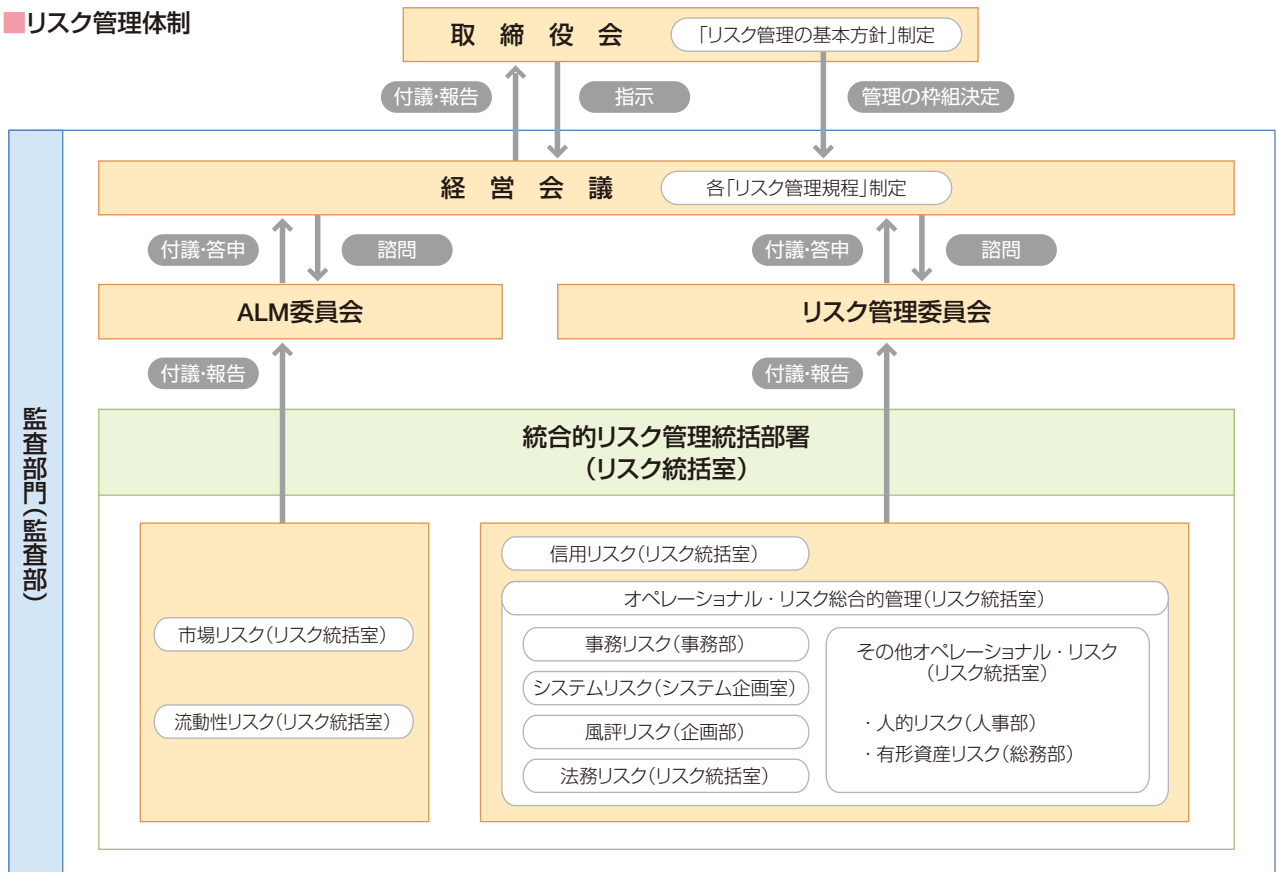 ■リスク管理体制
取締役会
「リスク管理の基本方針」制定
付議・報告
指示
管理の枠組決定
経営会議
各「リスク管理規程」制定
付議・答申
諮問
付議・答申
諮問
ALM委員会
リスク管理委員会
付議・報告
付議・報告
監査部門(監査部)
統合的リスク管理統括部署
(リスク統括室)
市場リスク(リスク統括室)
流動性リスク(リスク統括室)
信用リスク(リスク統括室)
オペレーショナル・リスク総合的管理(リスク統括室)
事務リスク(事務部)
システムリスク(システム企画室)
風評リスク(企画部)
法務リスク(リスク統括室)
その他オペレーショナル・リスク
(リスク統括室)
・人的リスク(人事部)
・有形資産リスク(総務部)